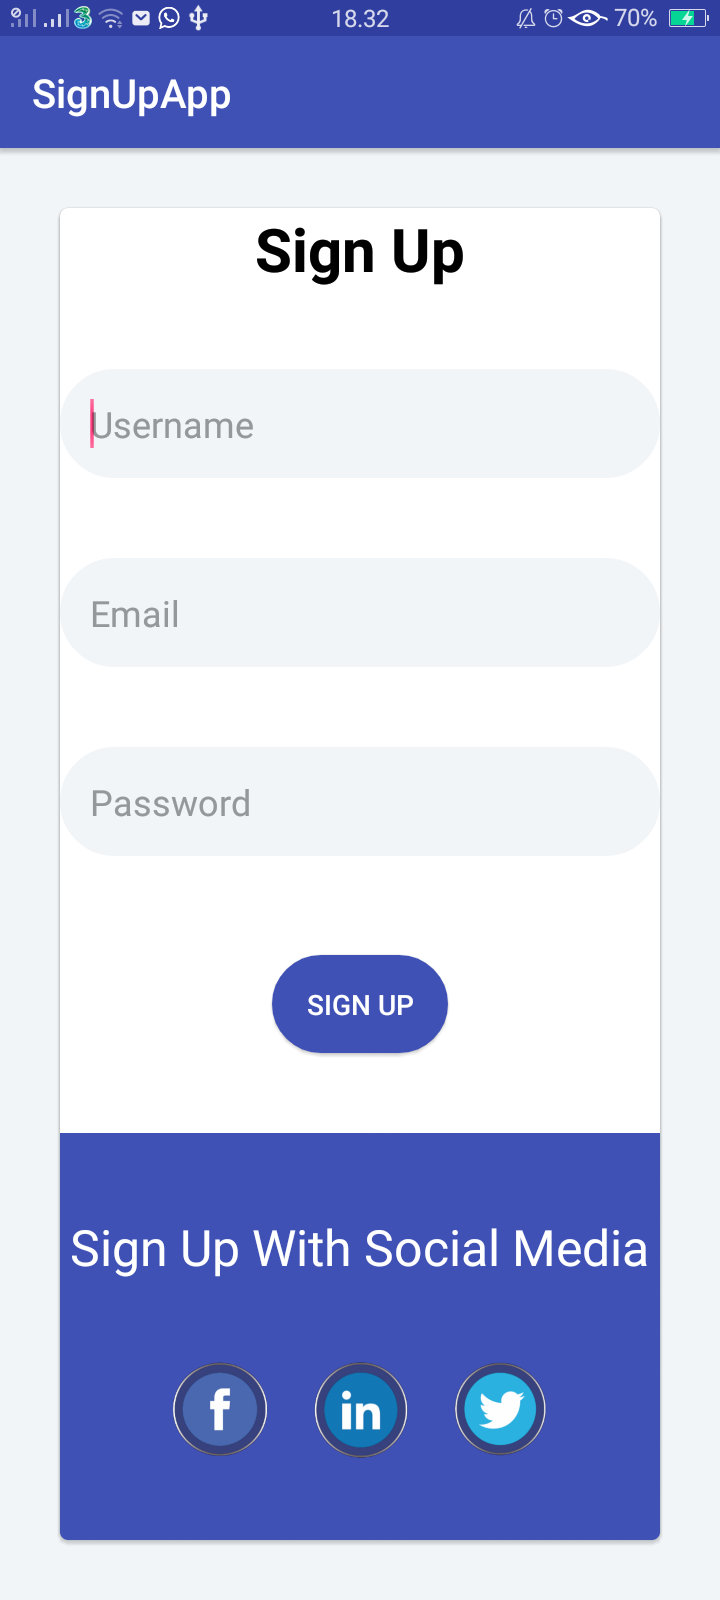 18.32
70%
SignUpApp
Sign Up
Username
Email
Password
SIGN UP
Sign Up With Social Media
f in